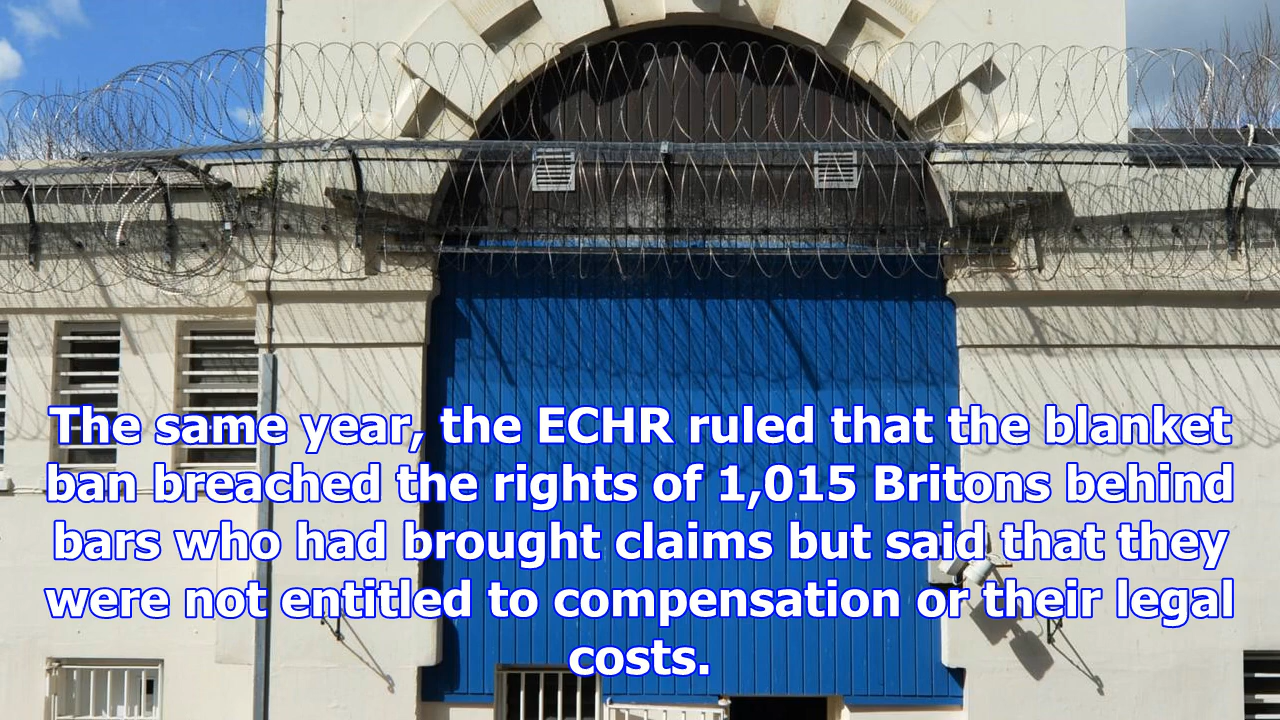 The same year, the ECHR ruled that the blanket
ban breached the rights of 1,015 Britons behind
bars who had brought claims but said that they
were not entitled to compensation or their legal
costs.